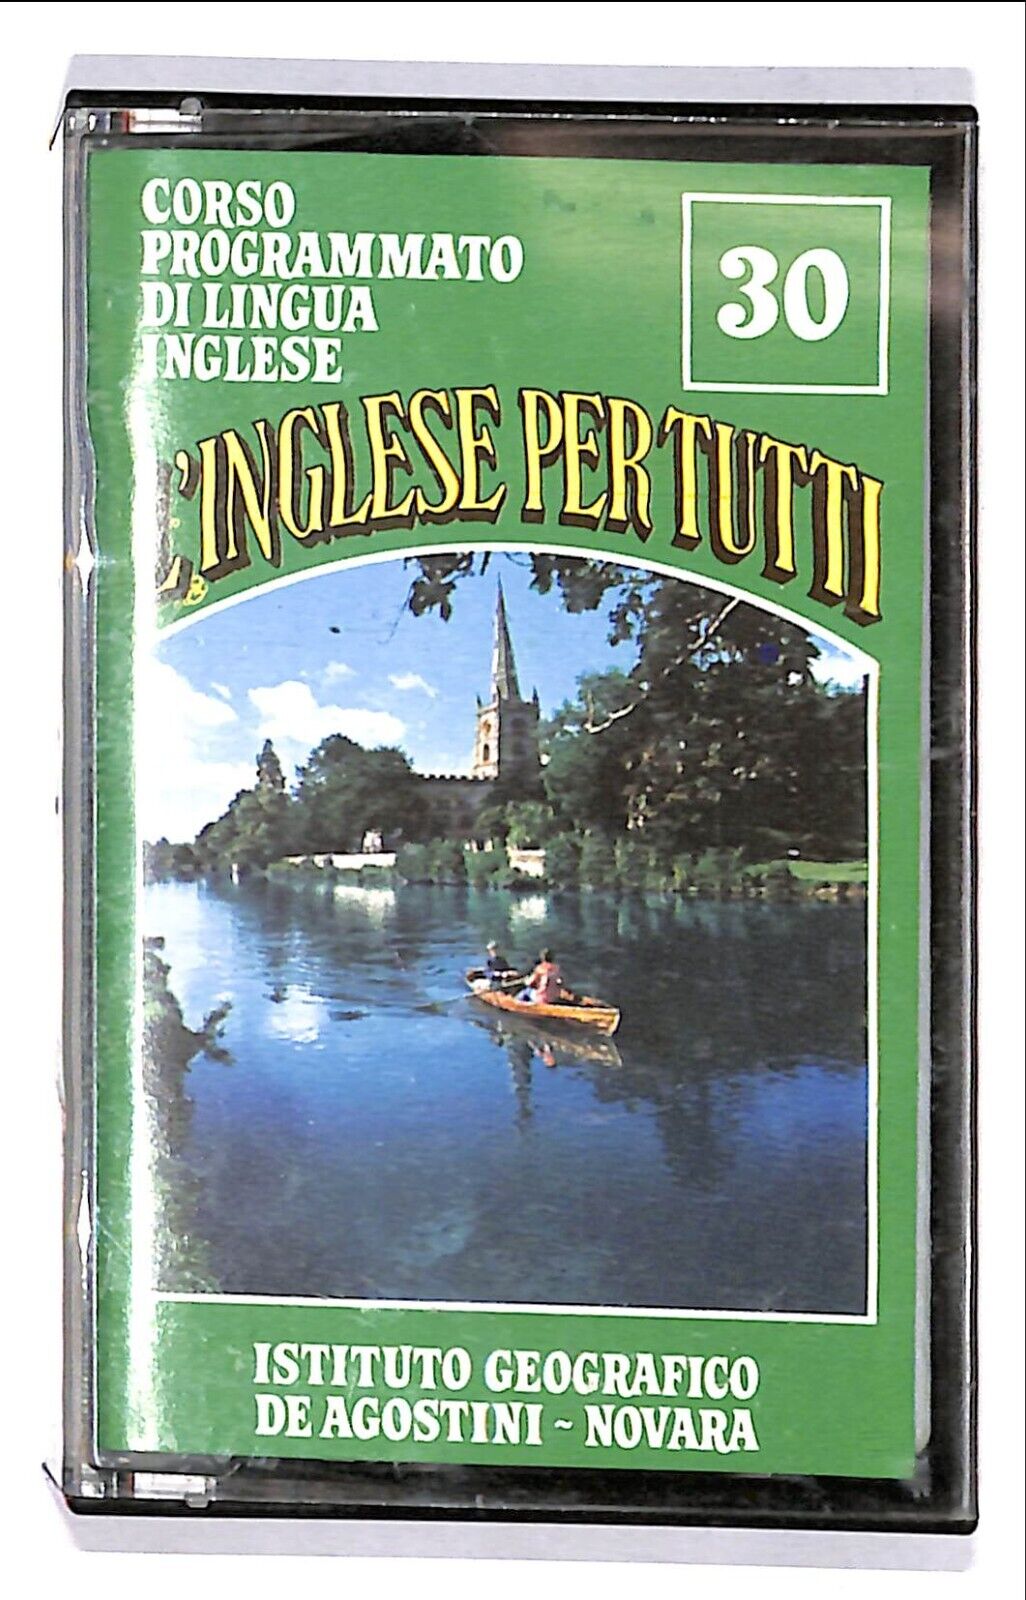 CORSO
PROGRAMMATO
DI LINGUA
INGLESE
30
L'INGLESE PER TUTTI
ISTITUTO GEOGRAFICO
DE AGOSTINI ~ NOVARA